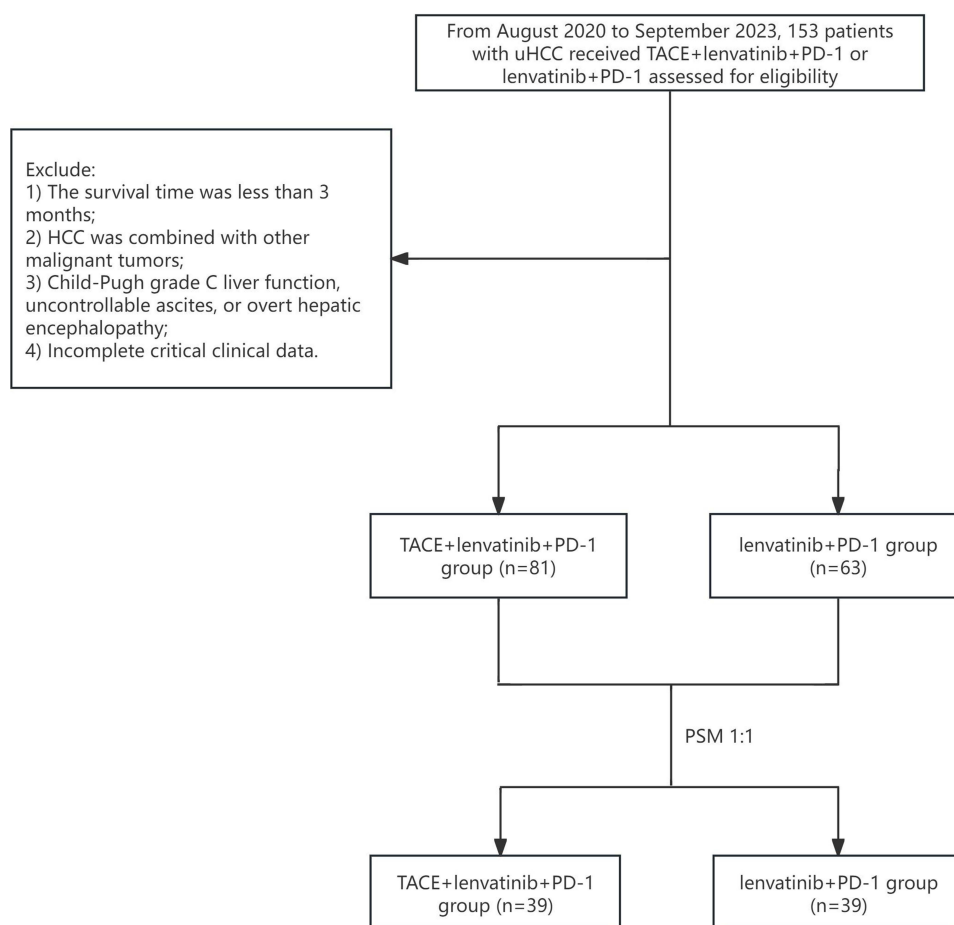 From August 2020 to September 2023, 153 patients
with uHCC received TACE+lenvatinib+PD-1 or
lenvatinib+PD-1 assessed for eligibility
Exclude:
1) The survival time was less than 3
months;
2) HCC was combined with other
malignant tumors;
3) Child-Pugh grade C liver function,
uncontrollable ascites, or overt hepatic
encephalopathy;
4) Incomplete critical clinical data.
TACE+lenvatinib+PD-1
group (n=81)
lenvatinib+PD-1 group
(n=63)
PSM 1:1
TACE+lenvatinib+PD-1
group (n=39)
lenvatinib+PD-1 group
(n=39)